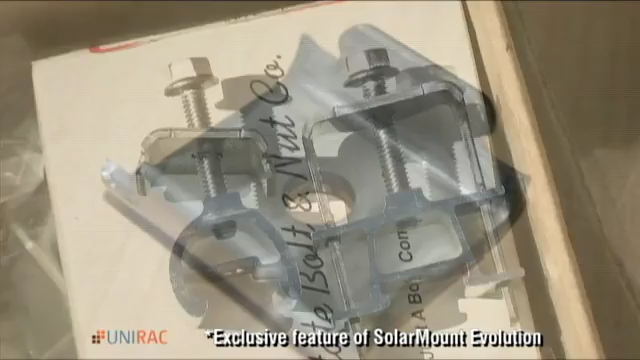 Bolt & Nut Co.
UNIRAC
*Exclusive feature of SolarMount Evolution